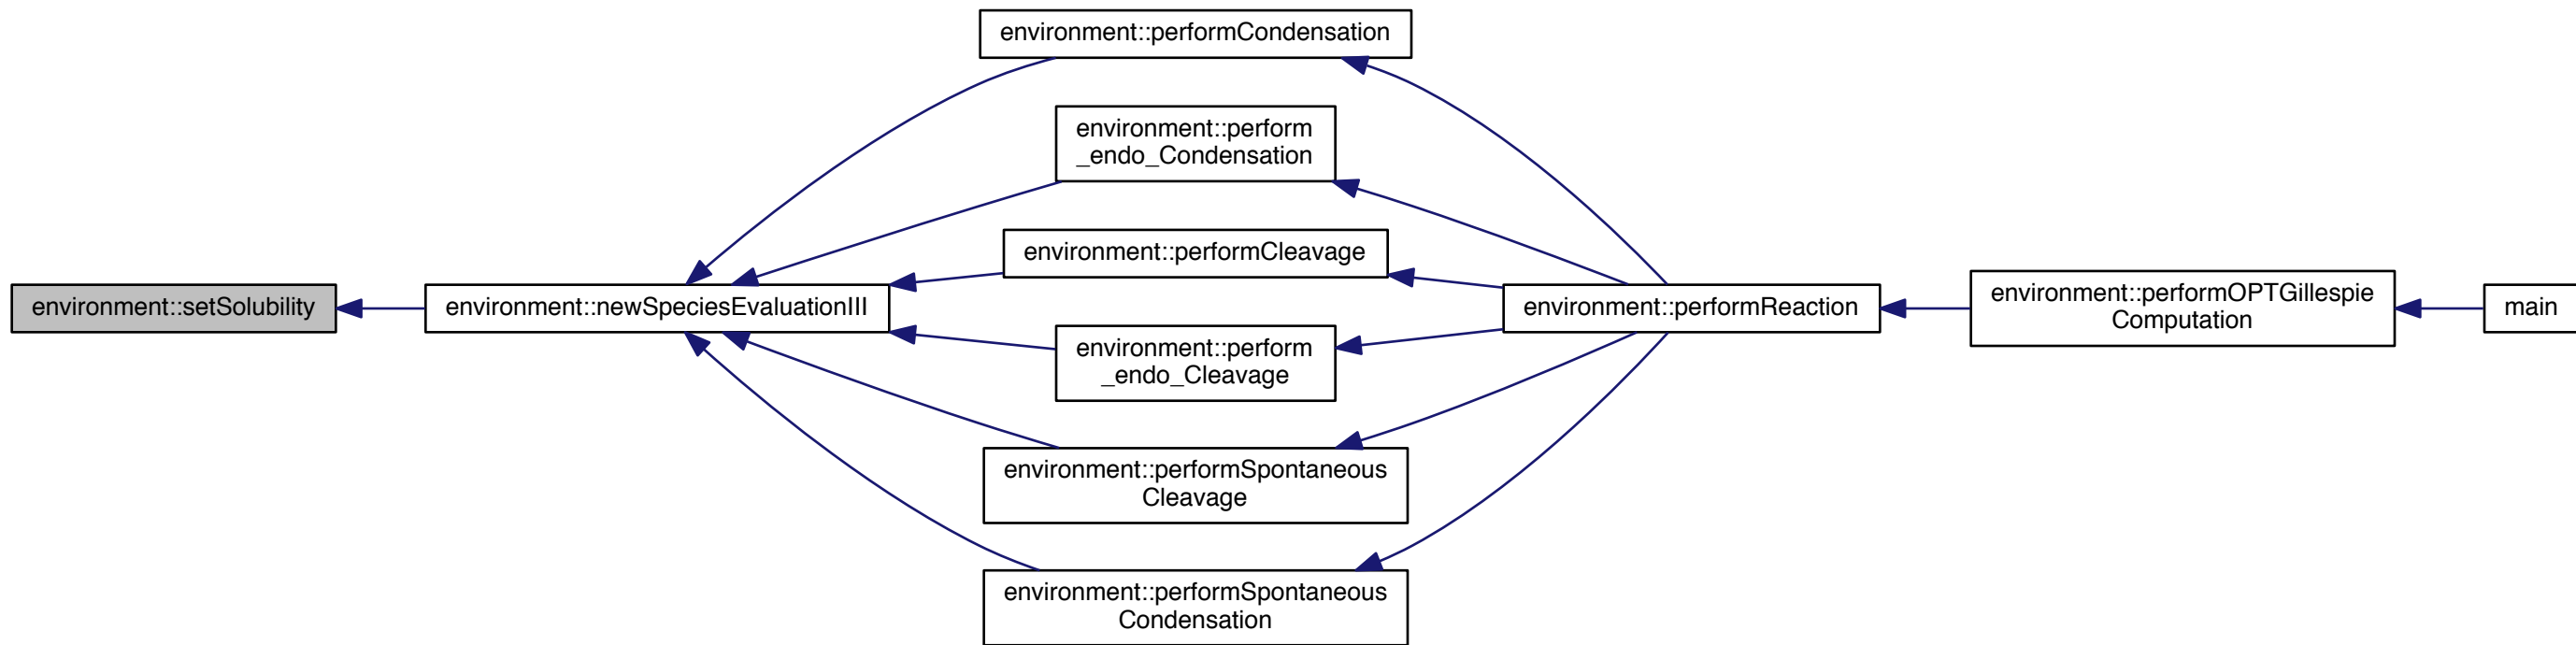 environment::performCondensation
environment::perform
_endo_Condensation
environment::performCleavage
environment::setSolubility
environment::newSpeciesEvaluationIII
environment::performReaction
environment::performOPTGillespie
Computation
main
environment::perform
_endo_Cleavage
environment::performSpontaneous
Cleavage
environment::performSpontaneous
Condensation